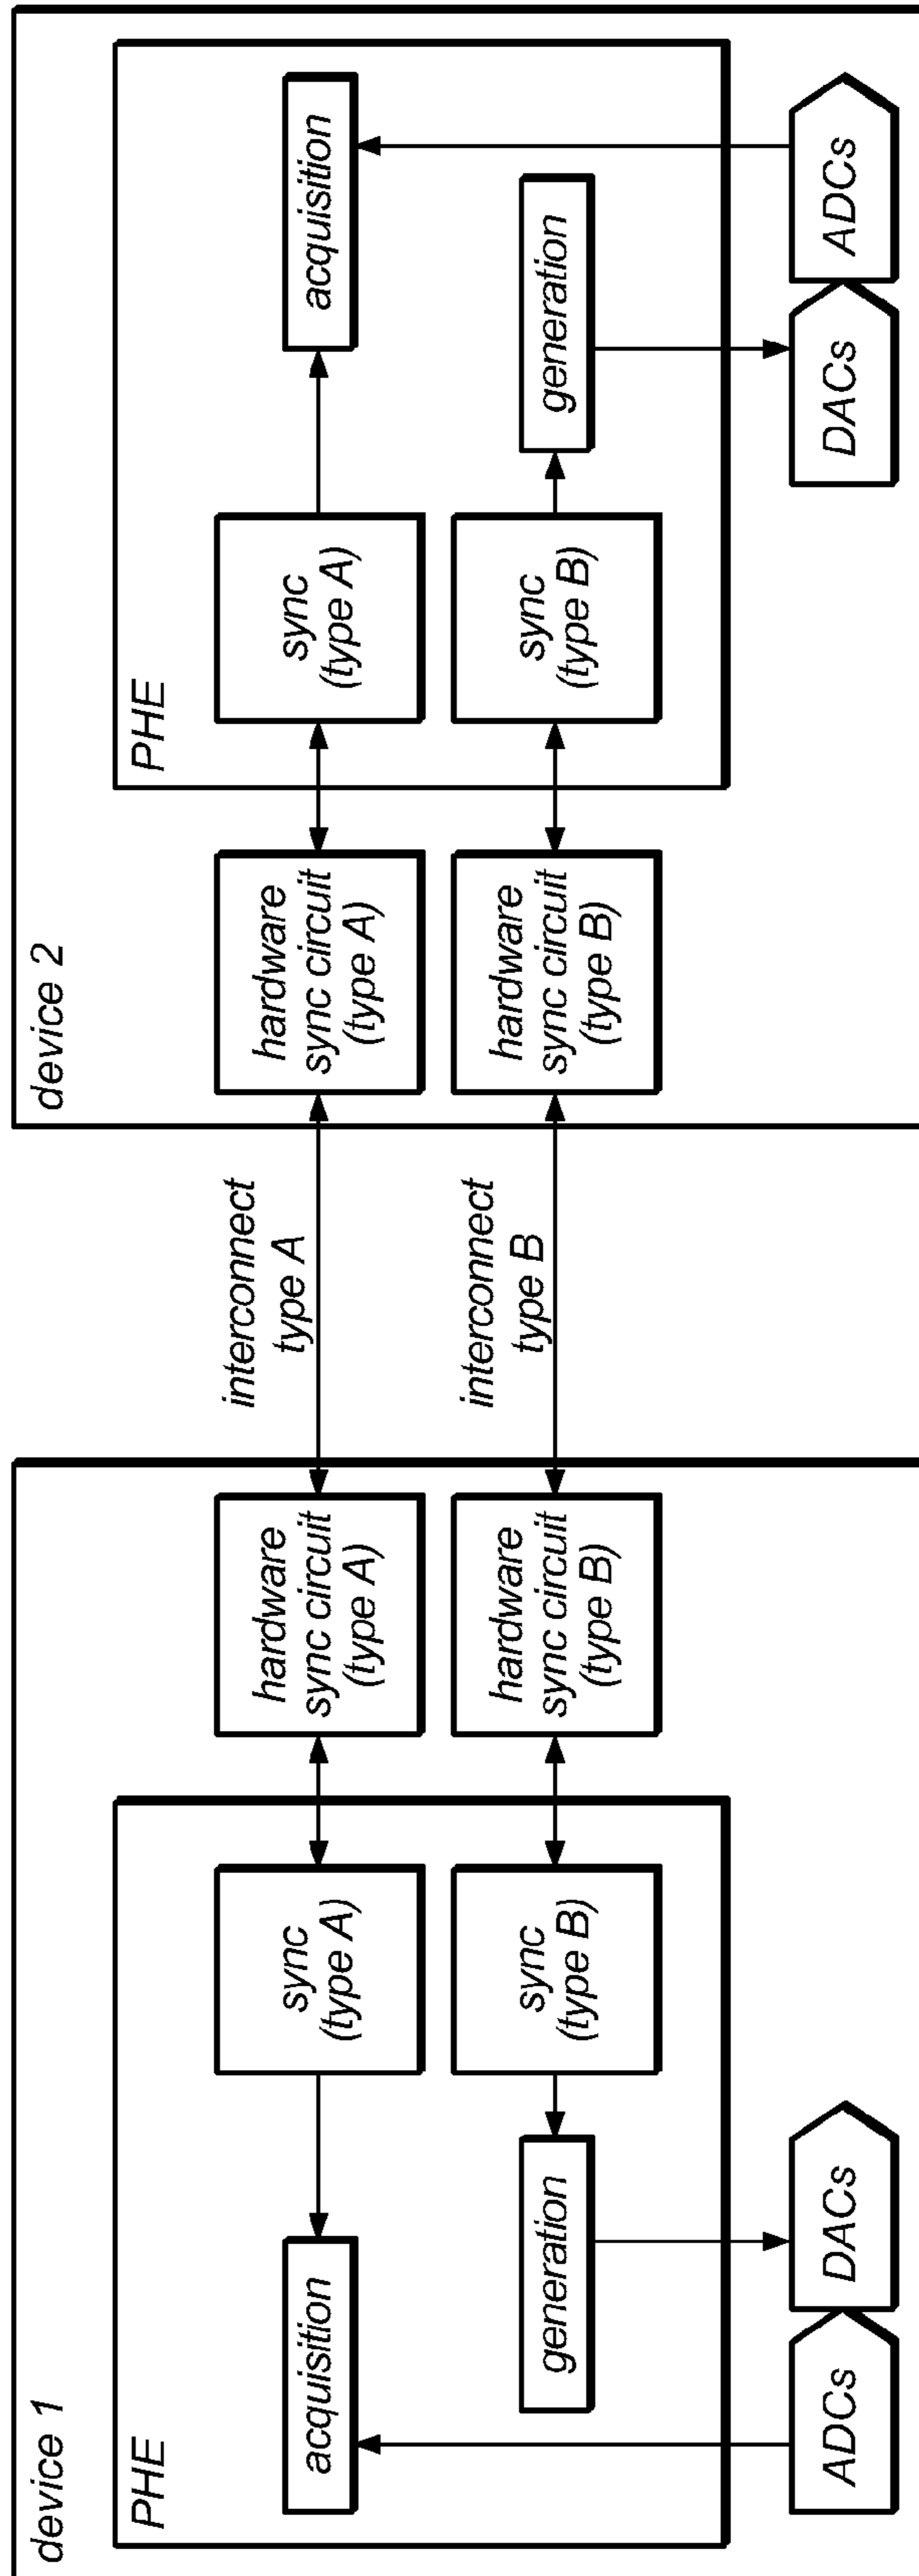 device 1
PHE
acquisition
sync
(type A)
hardware
sync circuit
(type A)
generation
sync
(type B)
hardware
sync circuit
(type B)
ADCs
DACs
interconnect
type A
interconnect
type B
device 2
PHE
hardware
sync circuit
(type A)
sync
(type A)
acquisition
hardware
sync circuit
(type B)
sync
(type B)
generation
DACs
ADCs